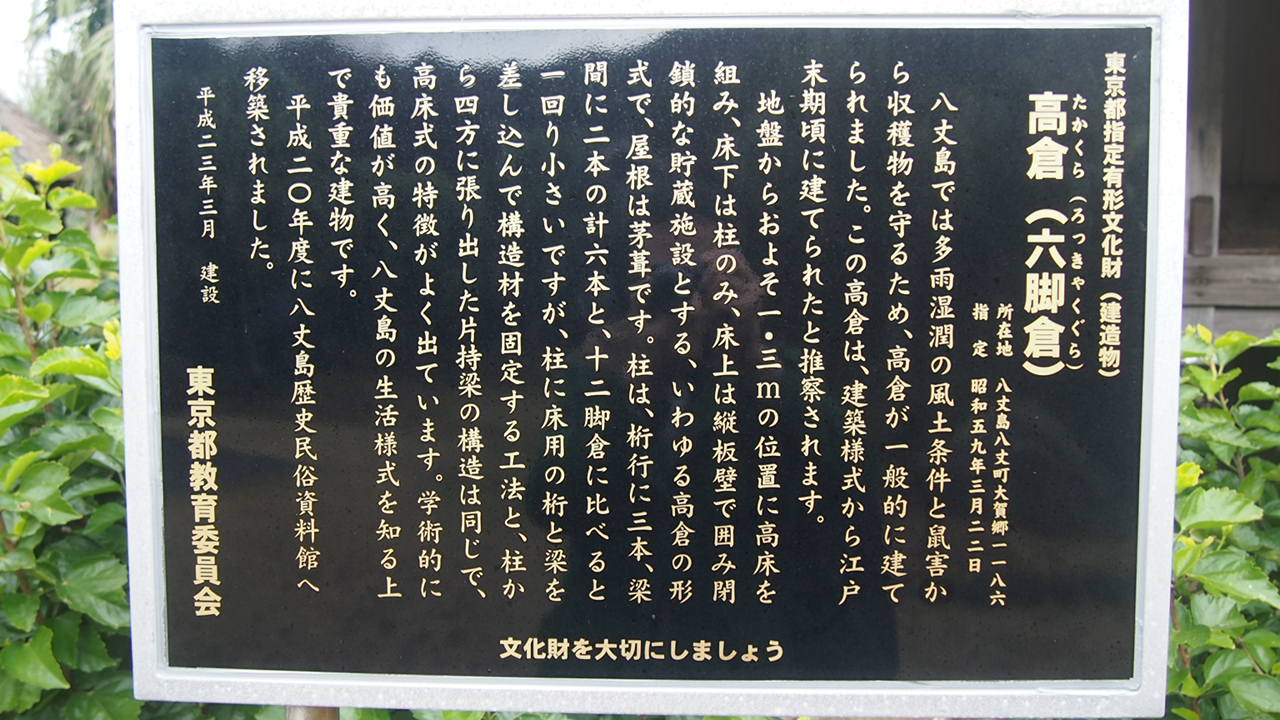 東京都指定有形文化財(建造物)
たかくら(ろっきゃくぐら)
高倉(六脚倉)
所在地 八丈島八丈町大賀郷一一八六
指定 昭和五九年三月二二日
八丈島では多雨湿潤の風土条件と鼠害か
ら収穫物を守るため、高倉が一般的に建て
られました。この高倉は、建築様式から江戸
末期頃に建てられたと推察されます。
地盤からおよそ一・三mの位置に高床を
組み、床下は柱のみ、床上は縦板壁で囲み閉
鎖的な貯蔵施設とする、いわゆる高倉の形
式で、屋根は茅葺です。柱は、桁行に三本、梁
間に二本の計六本と、十二脚倉に比べると
一回り小さいですが、柱に床用の桁と梁を
差し込んで構造材を固定する工法と、柱か
ら四方に張り出した片持梁の構造は同じで、
高床式の特徴がよく出ています。学術的に
も価値が高く、八丈島の生活様式を知る上
で貴重な建物です。
平成二〇年度に八丈島歴史民俗資料館へ
移築されました。
平成二三年三月 建設
東京都教育委員会
文化財を大切にしましょう